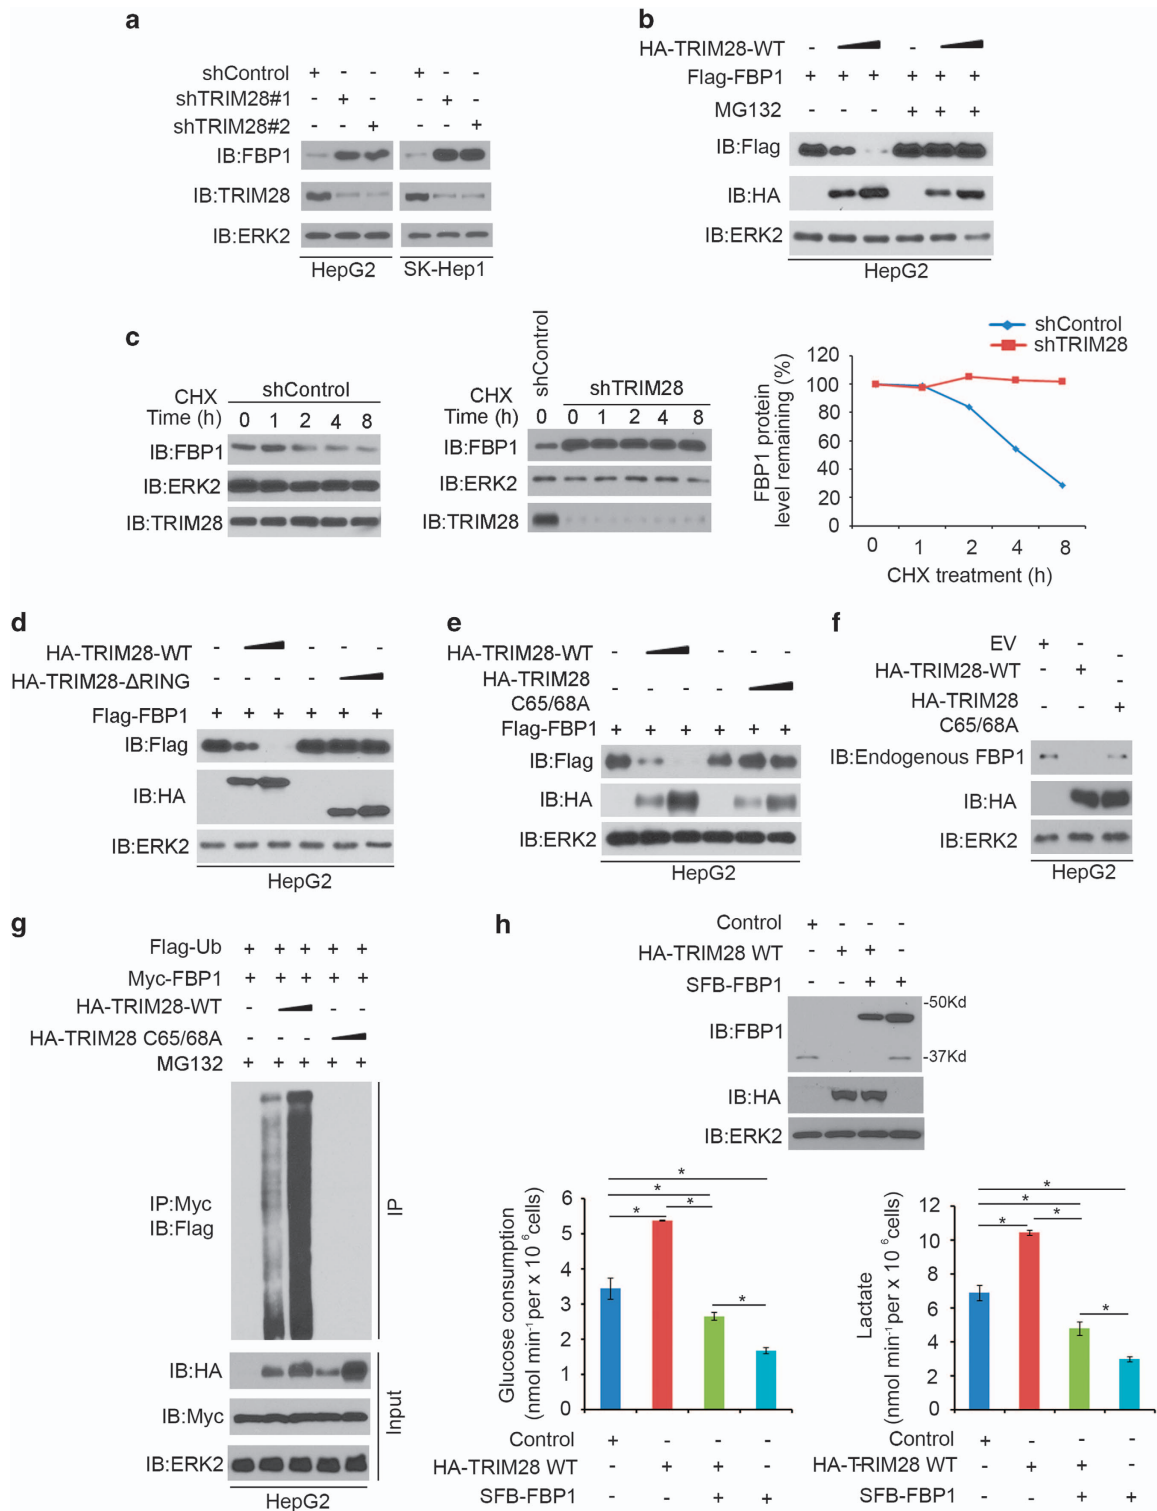 a
shControl + - - + - -
shTRIM28#1 - + - - + -
shTRIM28#2 - - + - - +
IB:FBP1
IB:TRIM28
IB:ERK2
HepG2 SK-Hep1
b
HA-TRIM28-WT - -
Flag-FBP1 + + + + + +
MG132 - - - + + +
IB:Flag
IB:HA
IB:ERK2
HepG2
c
CHX shControl
Time (h) 0 1 2 4 8
IB:FBP1
IB:ERK2
IB:TRIM28
shControl
CHX shTRIM28
Time (h) 0 0 1 2 4 8
IB:FBP1
IB:ERK2
IB:TRIM28
shControl
shTRIM28
FBP1 protein
level remaining (%)
120
100
80
60
40
20
0
0 1 2 4 8
CHX treatment (h)
d
HA-TRIM28-WT - - - -
HA-TRIM28-ΔRING - - - -
Flag-FBP1 + + + + + +
IB:Flag
IB:HA
IB:ERK2
HepG2
e
HA-TRIM28-WT - - - -
HA-TRIM28
C65/68A - - - -
Flag-FBP1 + + + + + +
IB:Flag
IB:HA
IB:ERK2
HepG2
f
EV + - -
HA-TRIM28-WT - + -
HA-TRIM28
C65/68A - - +
IB:Endogenous FBP1
IB:HA
IB:ERK2
HepG2
g
Flag-Ub + + + + +
Myc-FBP1 + + + + +
HA-TRIM28-WT - - -
HA-TRIM28 C65/68A - - -
MG132 + + + + +
IP:Myc
IB:Flag
IP
IB:HA
IB:Myc
IB:ERK2
Input
HepG2
h
Control + - - -
HA-TRIM28 WT - + + -
SFB-FBP1 - - + +
-50Kd
IB:FBP1
-37Kd
IB:HA
IB:ERK2
Glucose consumption
(nmol min⁻¹ per x 10⁶cells)
6
5
4
3
2
1
0
* * * * *
Control + - - -
HA-TRIM28 WT - + + -
SFB-FBP1 - - + +
Lactate
(nmol min⁻¹ per x 10⁶cells)
12
10
8
6
4
2
0
* * * * *
Control + - - -
HA-TRIM28 WT - + + -
SFB-FBP1 - - + +